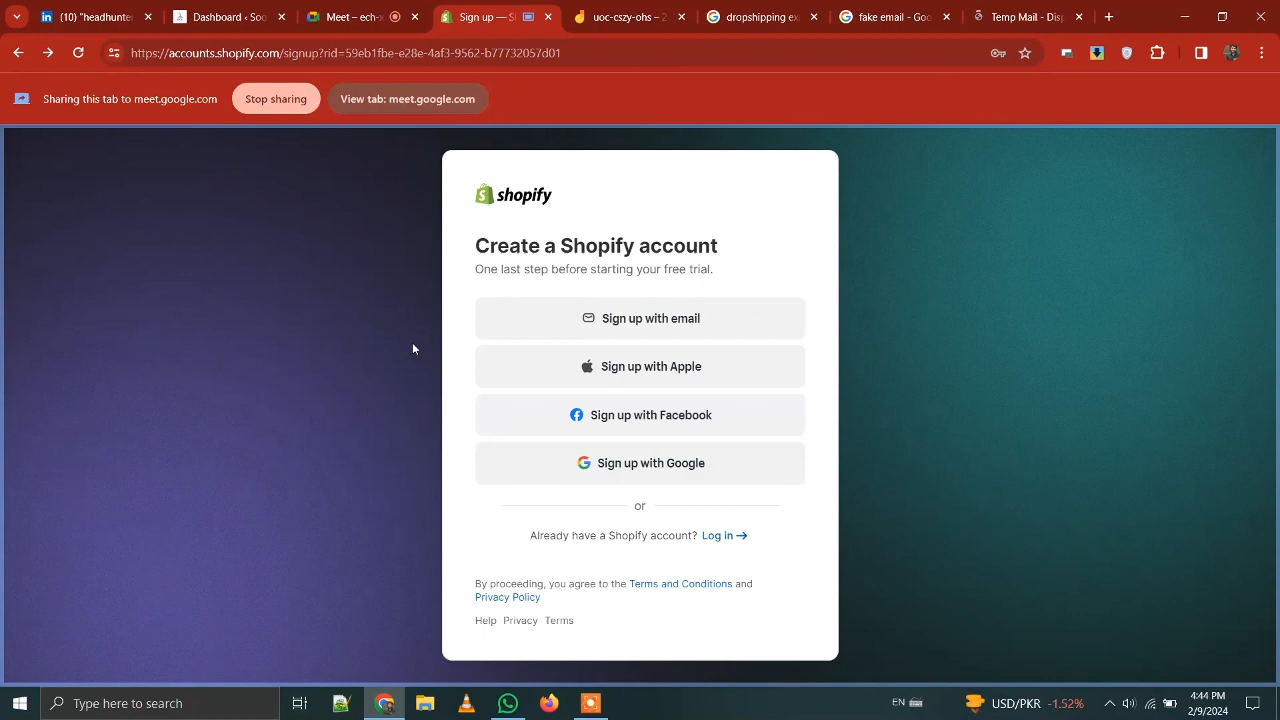 "headhunter
Dashboard ‹ Soo
Meet – ech-x
Sign up —
uoc-cszy-ohs – 2
dropshipping ex
fake email - Goo
Temp Mail - Disp
https://accounts.shopify.com/signup?rid=59eb1fbe-e28e-4af3-9562-b77732057d01
Sharing this tab to meet.google.com
Stop sharing
View tab: meet.google.com
shopify
Create a Shopify account
One last step before starting your free trial.
Sign up with email
Sign up with Apple
Sign up with Facebook
Sign up with Google
or
Already have a Shopify account? Log in →
By proceeding, you agree to the Terms and Conditions and
Privacy Policy
Help Privacy Terms
Type here to search
EN
USD/PKR -1.52%
4:44 PM
2/9/2024